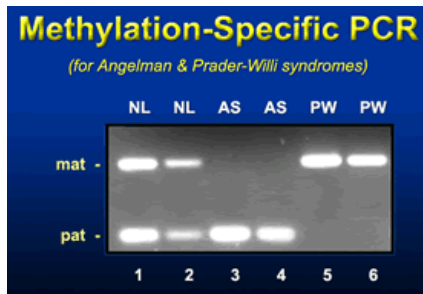 Methylation-Specific PCR
(for Angelman & Prader-Willi syndromes)
NL NL AS AS PW PW
mat -
pat -
1 2 3 4 5 6